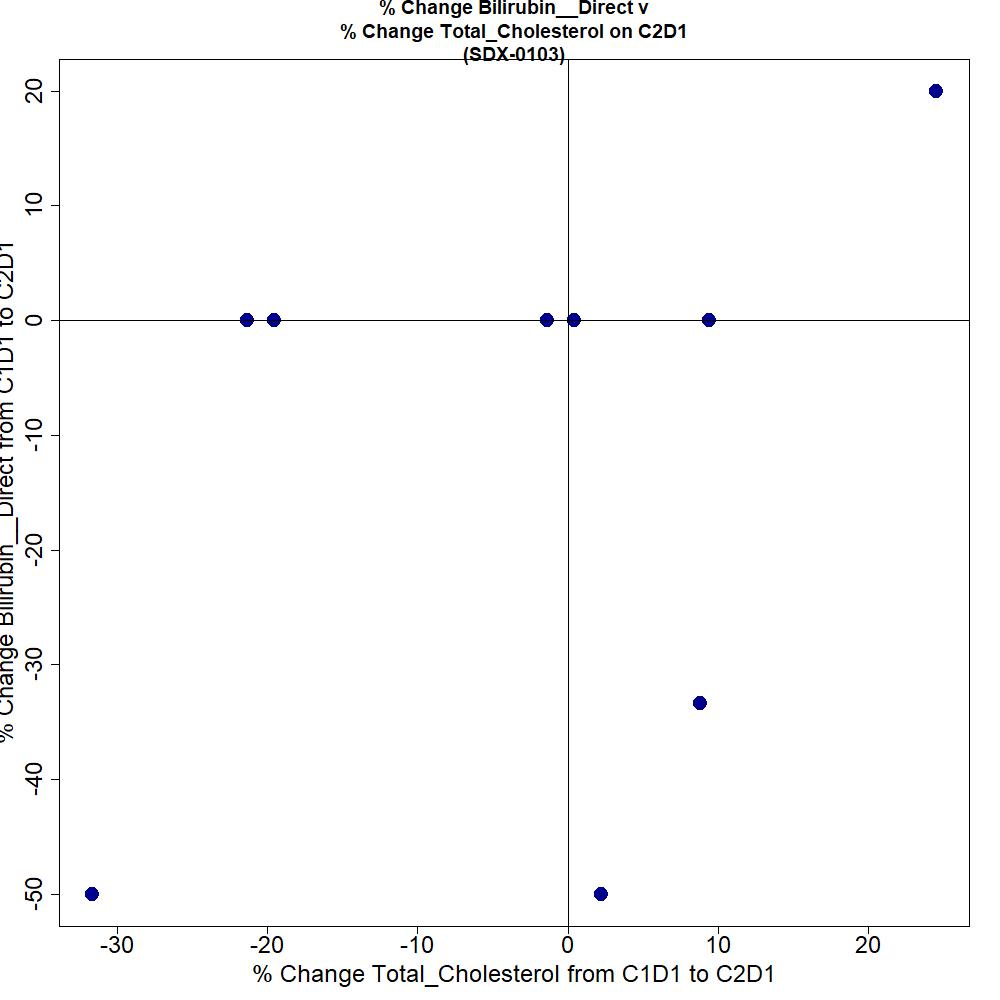 % Change Bilirubin__Direct v
% Change Total_Cholesterol on C2D1
(SDX-0103)
% Change Bilirubin__Direct from C1D1 to C2D1
20
10
0
-10
-20
-30
-40
-50
-30
-20
-10
0
10
20
% Change Total_Cholesterol from C1D1 to C2D1